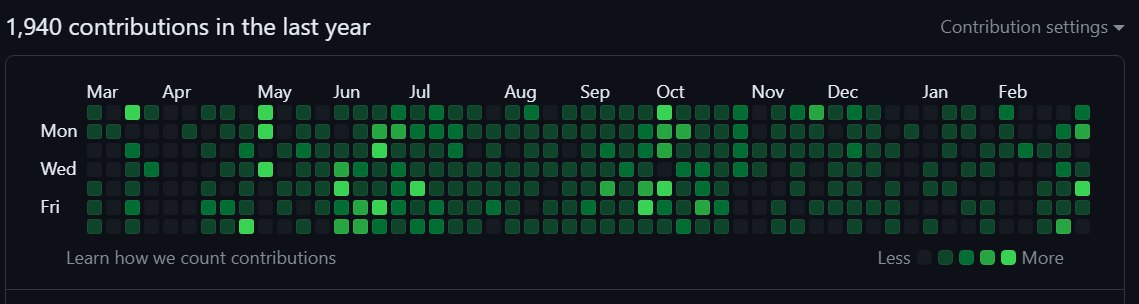 1,940 contributions in the last year
Contribution settings
Mar Apr May Jun Jul Aug Sep Oct Nov Dec Jan Feb
Mon
Wed
Fri
Learn how we count contributions
Less More